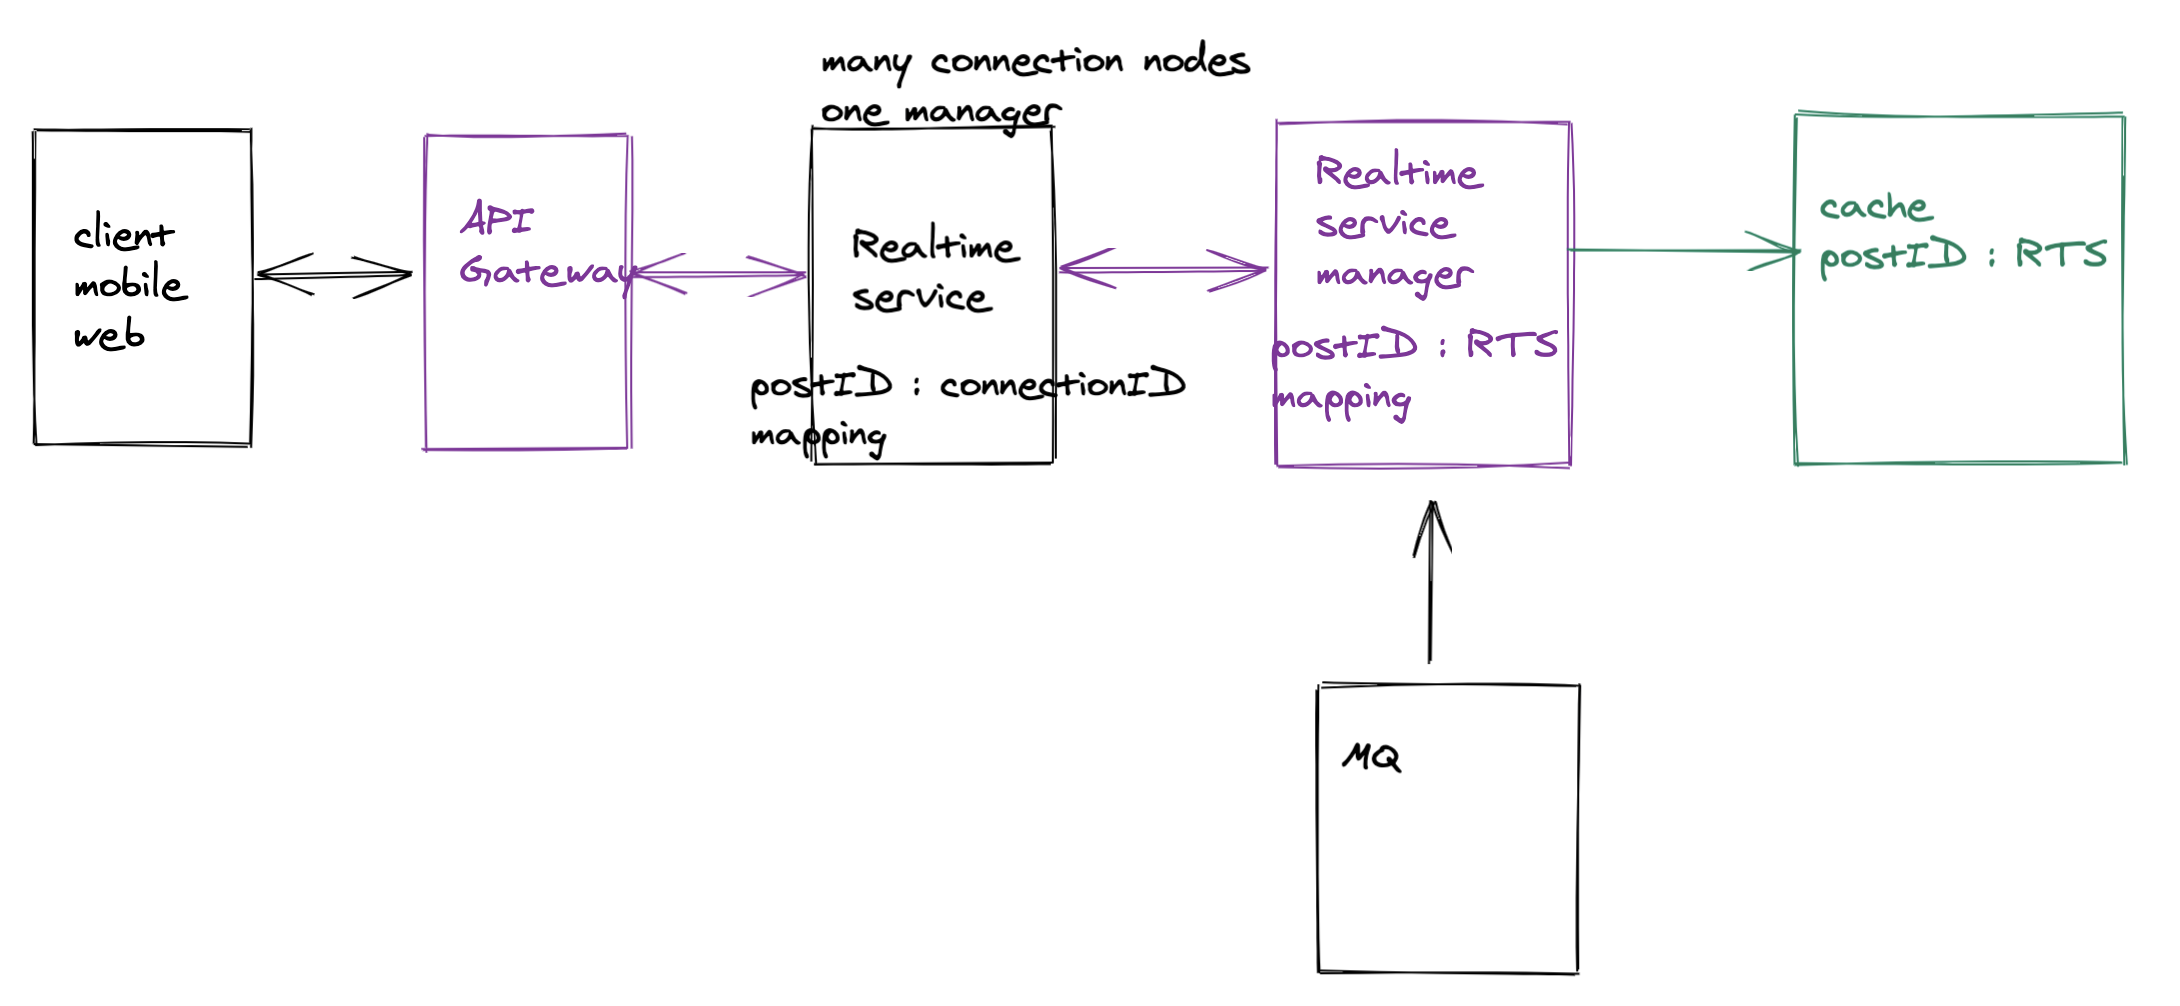 many connection nodes
one manager
client
mobile
web
API
Gateway
Realtime
service
postID : connectionID
mapping
Realtime
service
manager
postID : RTS
mapping
cache
postID : RTS
MQ